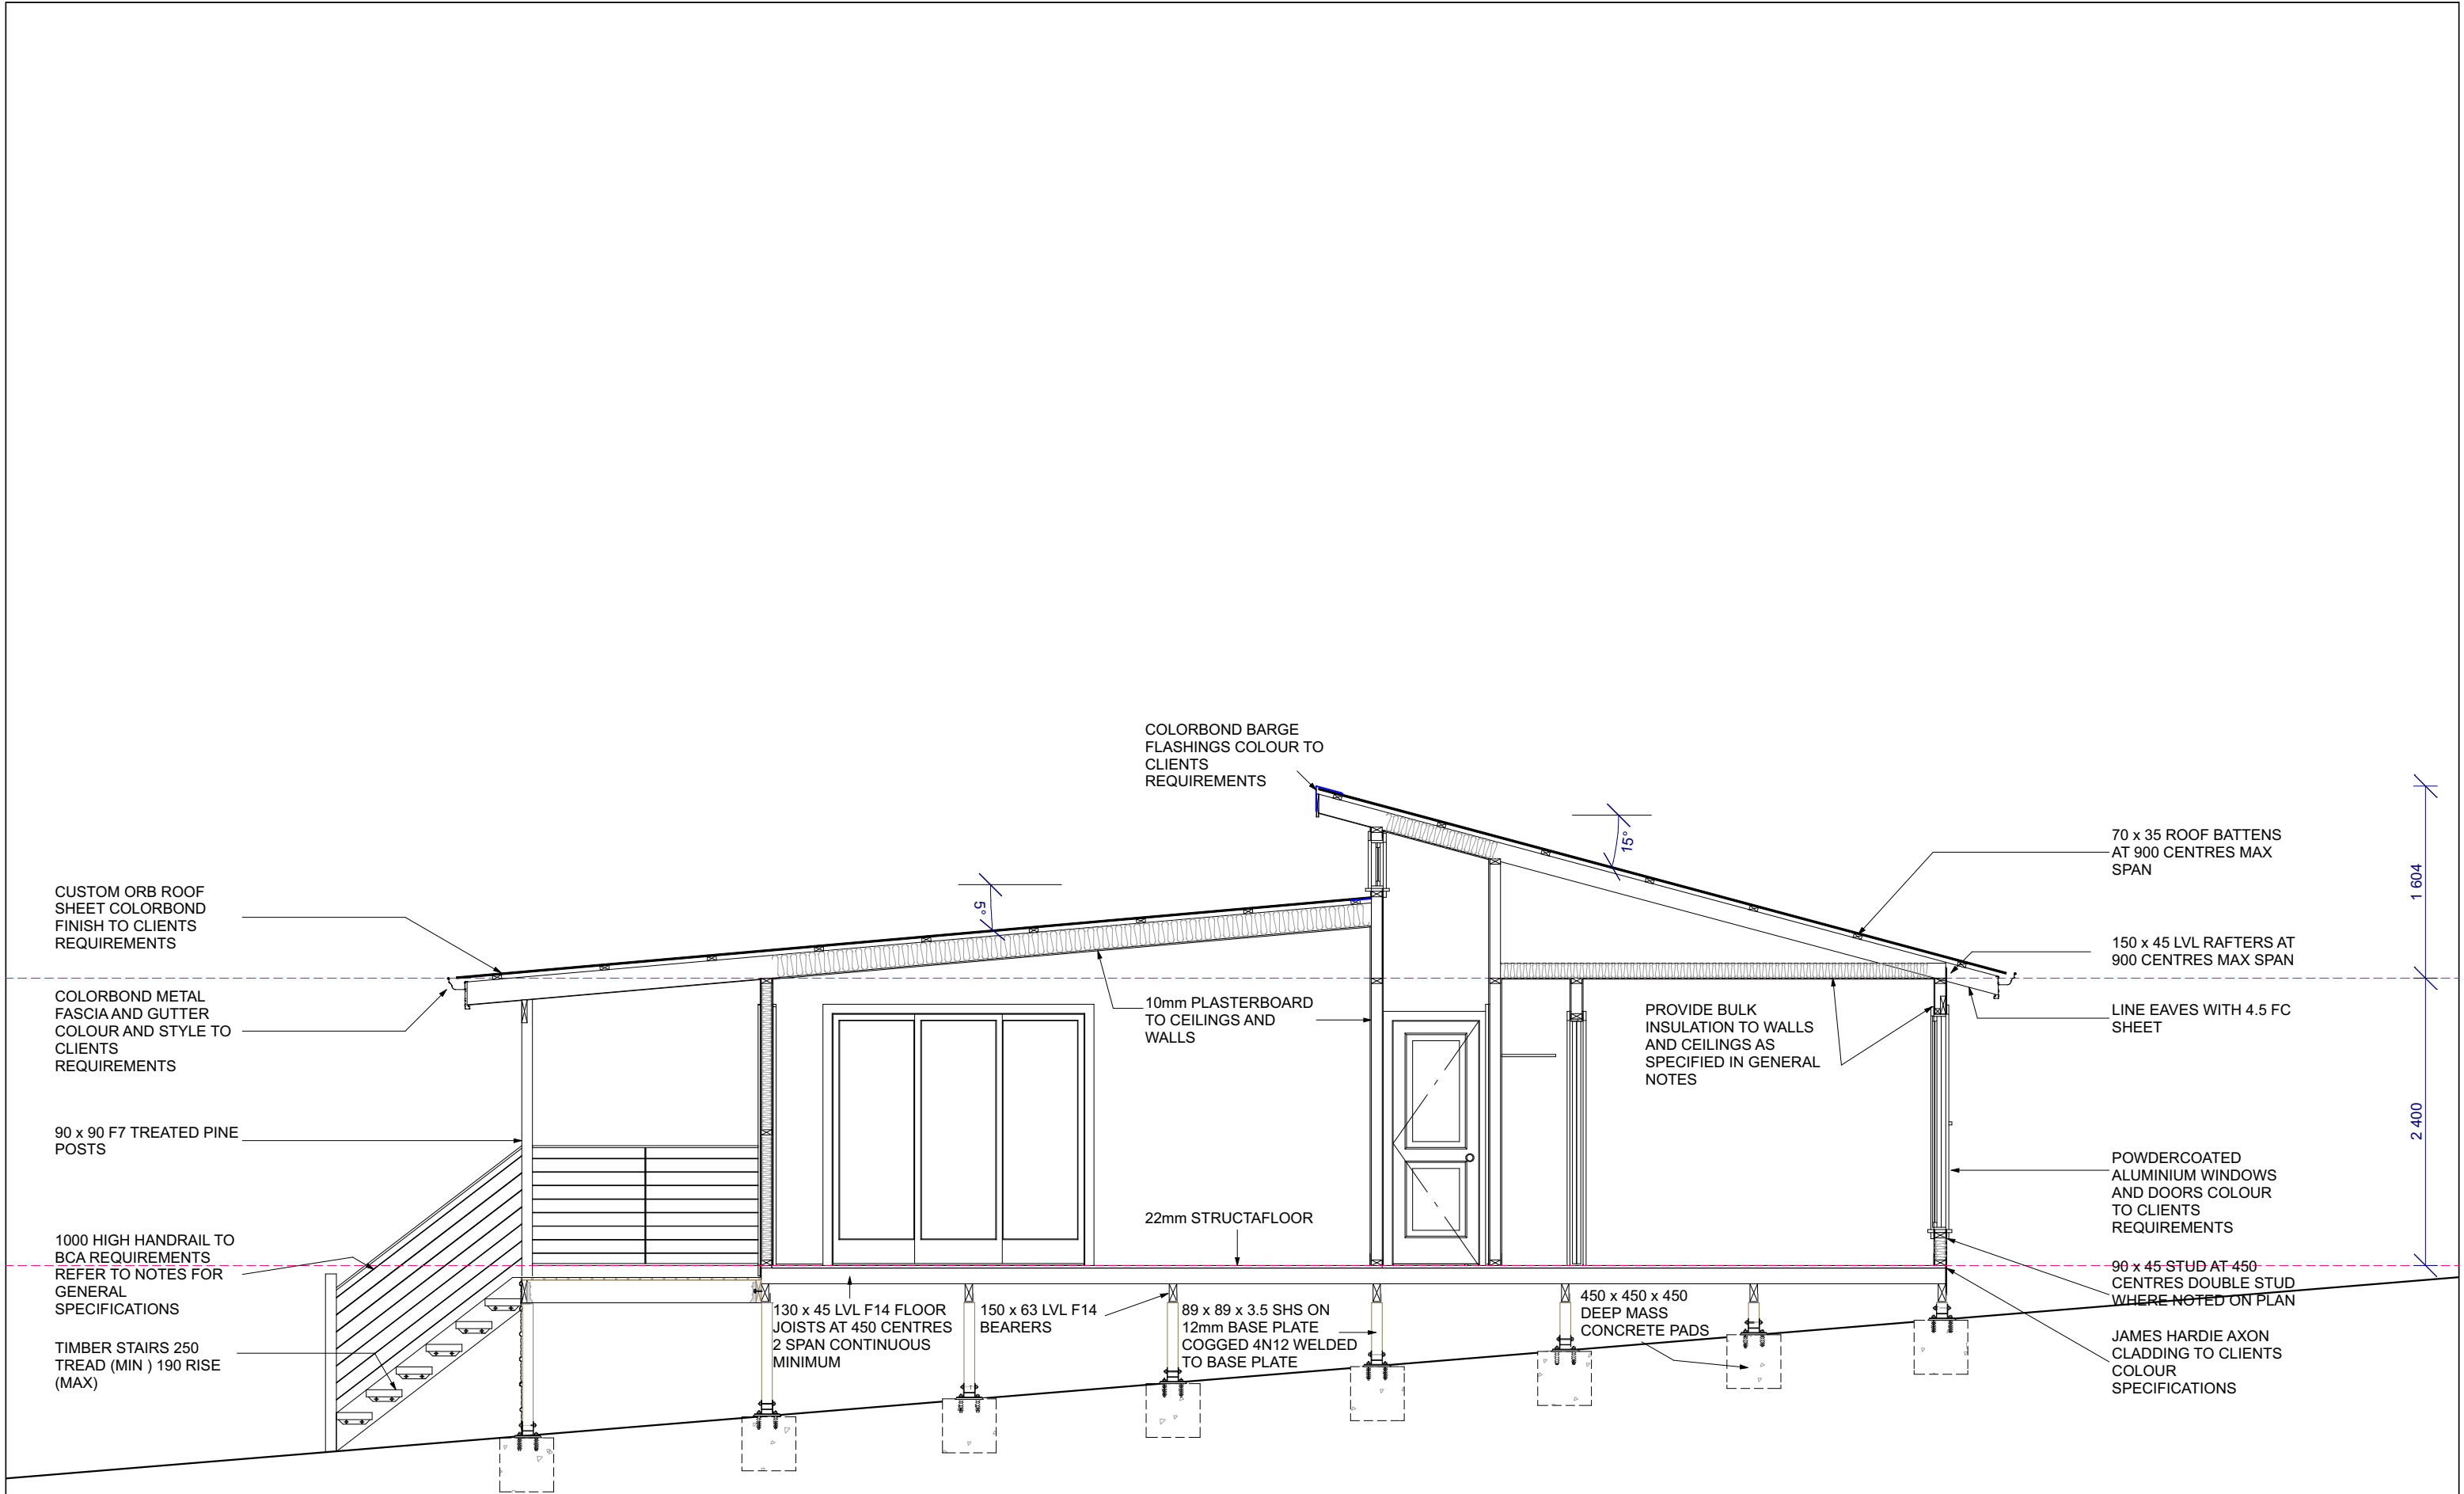 COLORBOND BARGE
FLASHINGS COLOUR TO
CLIENTS
REQUIREMENTS
CUSTOM ORB ROOF
SHEET COLORBOND
FINISH TO CLIENTS
REQUIREMENTS
COLORBOND METAL
FASCIA AND GUTTER
COLOUR AND STYLE TO
CLIENTS
REQUIREMENTS
90 x 90 F7 TREATED PINE
POSTS
1000 HIGH HANDRAIL TO
BCA REQUIREMENTS
REFER TO NOTES FOR
GENERAL
SPECIFICATIONS
TIMBER STAIRS 250
TREAD (MIN ) 190 RISE
(MAX)
5°
15°
10mm PLASTERBOARD
TO CEILINGS AND
WALLS
22mm STRUCTAFLOOR
130 x 45 LVL F14 FLOOR
JOISTS AT 450 CENTRES
2 SPAN CONTINUOUS
MINIMUM
150 x 63 LVL F14
BEARERS
89 x 89 x 3.5 SHS ON
12mm BASE PLATE
COGGED 4N12 WELDED
TO BASE PLATE
450 x 450 x 450
DEEP MASS
CONCRETE PADS
PROVIDE BULK
INSULATION TO WALLS
AND CEILINGS AS
SPECIFIED IN GENERAL
NOTES
70 x 35 ROOF BATTENS
AT 900 CENTRES MAX
SPAN
150 x 45 LVL RAFTERS AT
900 CENTRES MAX SPAN
LINE EAVES WITH 4.5 FC
SHEET
POWDERCOATED
ALUMINIUM WINDOWS
AND DOORS COLOUR
TO CLIENTS
REQUIREMENTS
90 x 45 STUD AT 450
CENTRES DOUBLE STUD
WHERE NOTED ON PLAN
JAMES HARDIE AXON
CLADDING TO CLIENTS
COLOUR
SPECIFICATIONS
1 604
2 400